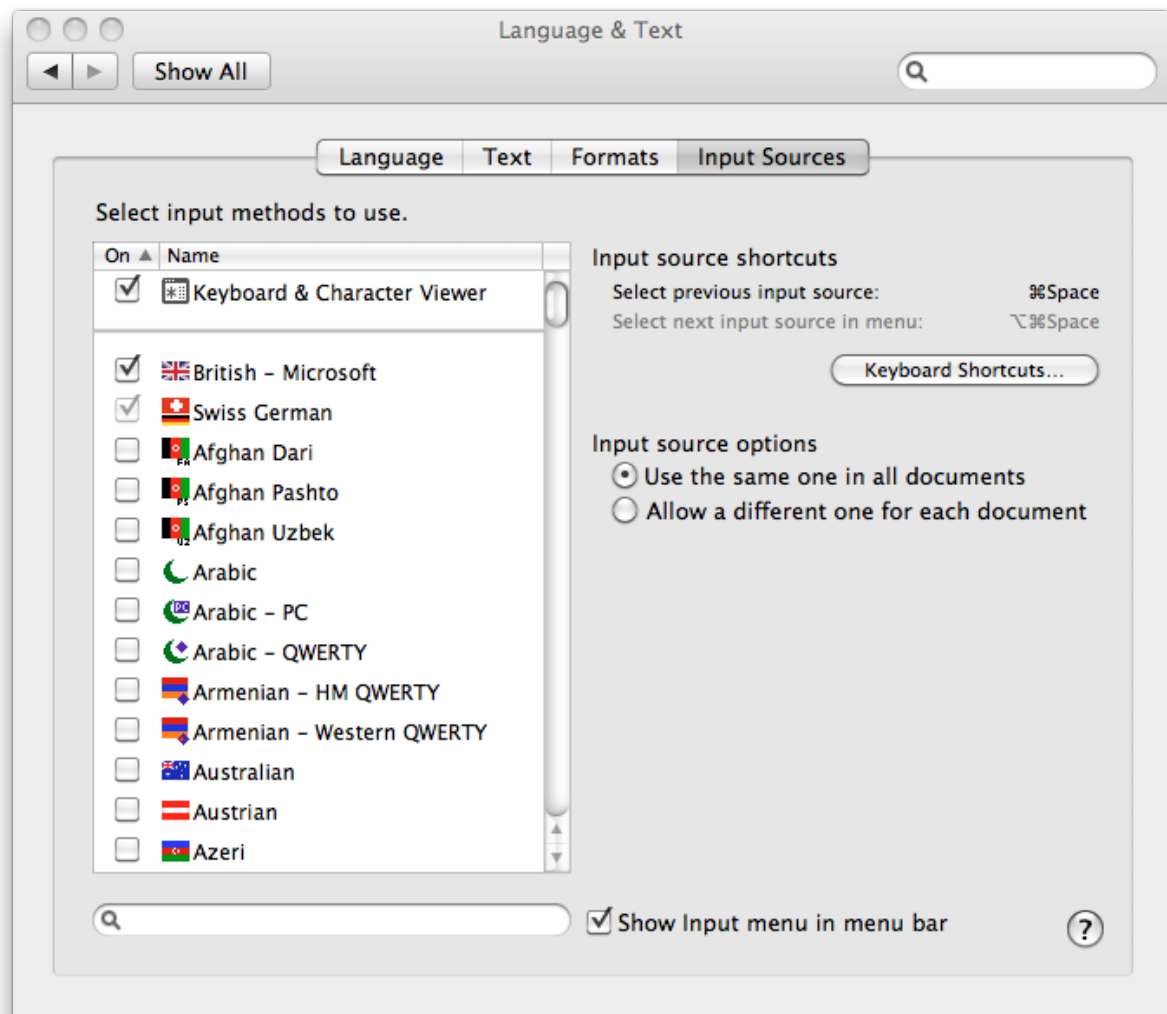 Language & Text
Show All
Language Text Formats Input Sources
Select input methods to use.
On Name
Keyboard & Character Viewer
British – Microsoft
Swiss German
Afghan Dari
Afghan Pashto
Afghan Uzbek
Arabic
Arabic – PC
Arabic – QWERTY
Armenian – HM QWERTY
Armenian – Western QWERTY
Australian
Austrian
Azeri
Input source shortcuts
Select previous input source: ⌘Space
Select next input source in menu: ⌥⌘Space
Keyboard Shortcuts...
Input source options
Use the same one in all documents
Allow a different one for each document
Show Input menu in menu bar
?